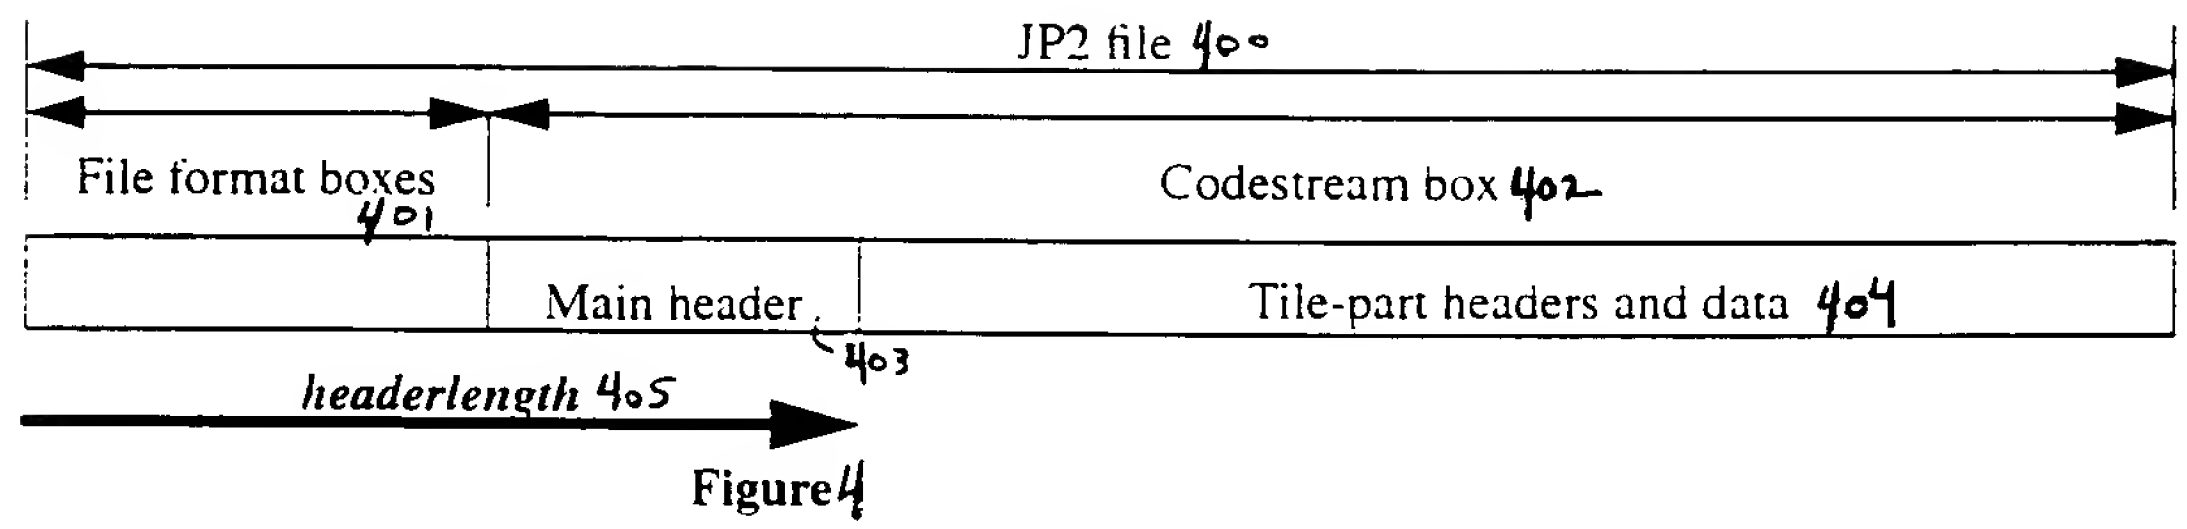 JP2 file 400
File format boxes
401
Codestream box 402
Main header
403
Tile-part headers and data 404
headerlength 405
Figure 4